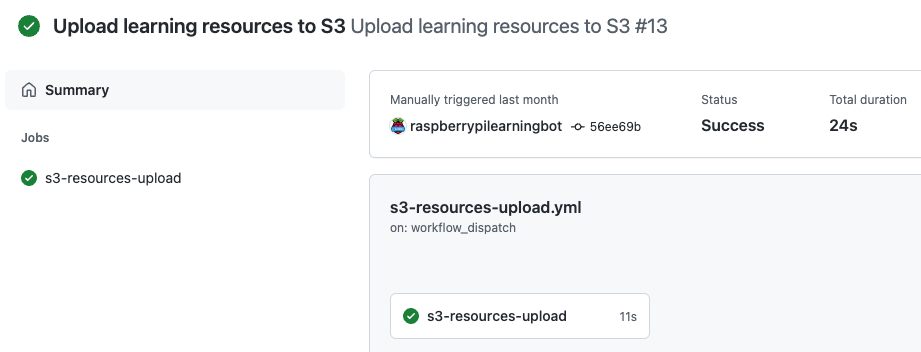 Upload learning resources to S3 Upload learning resources to S3 #13
Summary
Jobs
s3-resources-upload
Manually triggered last month
raspberrypilearningbot 56ee69b
Status
Success
Total duration
24s
s3-resources-upload.yml
on: workflow_dispatch
s3-resources-upload 11s